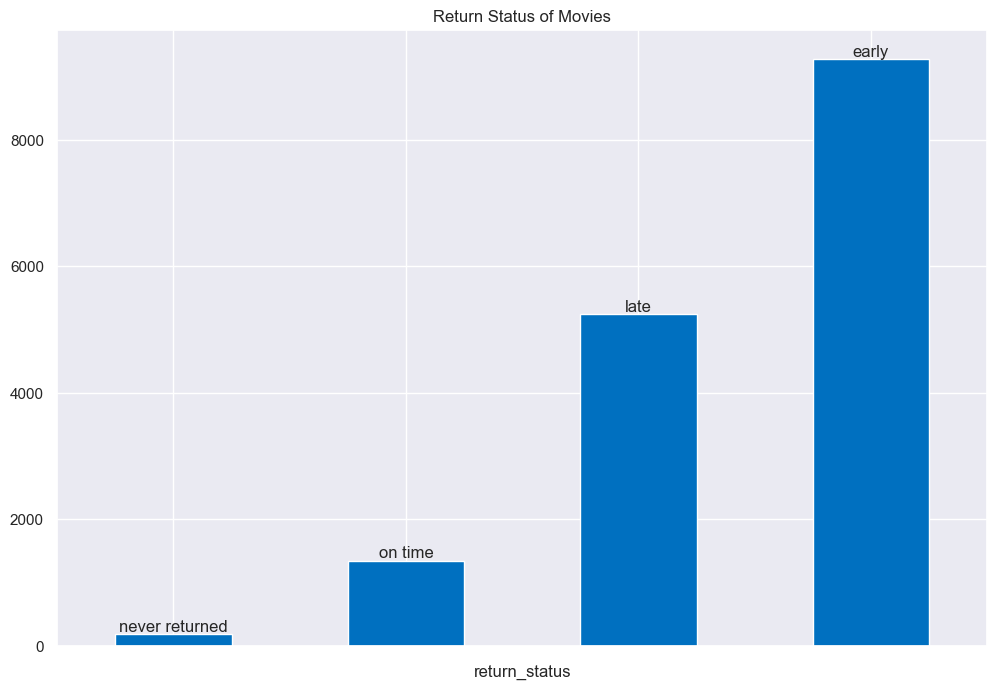 Return Status of Movies
early
8000
6000
late
4000
2000
on time
never returned
0
return_status